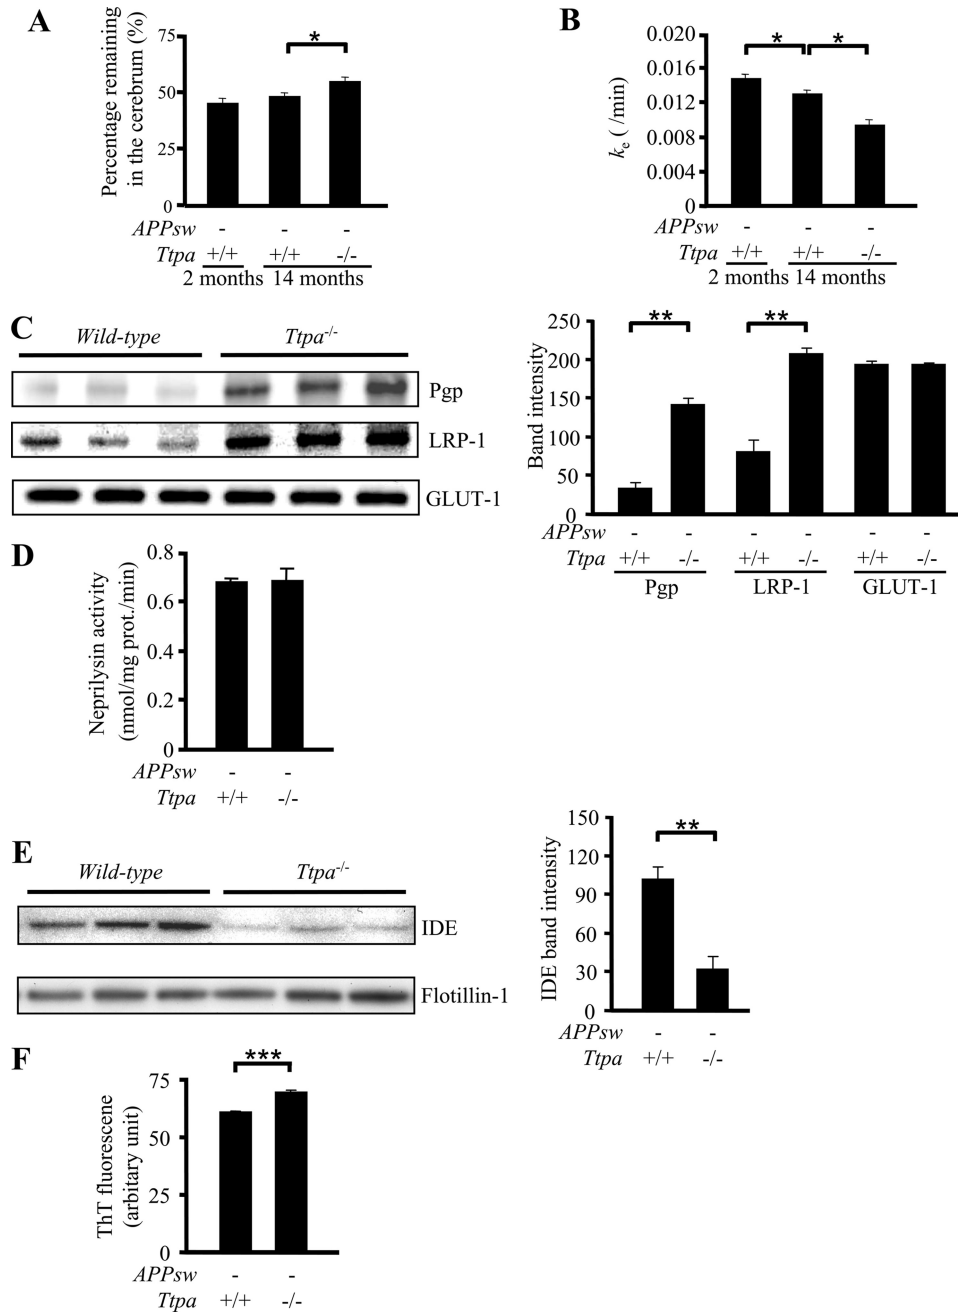 A
75
50
25
0
Percentage remaining
in the cerebrum (%)
*
APPsw - - -
Ttpa +/+ +/+ -/-
2 months 14 months
B
0.020
0.016
0.012
0.008
0.004
0
ke ( /min)
* *
APPsw - - -
Ttpa +/+ +/+ -/-
2 months 14 months
C
Wild-type Ttpa-/-
Pgp
LRP-1
GLUT-1
250
200
150
100
50
0
Band intensity
** **
APPsw - - - - - -
Ttpa +/+ -/- +/+ -/- +/+ -/-
Pgp LRP-1 GLUT-1
D
0.8
0.6
0.4
0.2
0
Neprilysin activity
(nmol/mg prot./min)
APPsw - -
Ttpa +/+ -/-
E
Wild-type Ttpa-/-
IDE
Flotillin-1
150
120
90
60
30
0
IDE band intensity
**
APPsw - -
Ttpa +/+ -/-
F
75
50
25
0
ThT fluorescene
(arbitary unit)
***
APPsw - -
Ttpa +/+ -/-